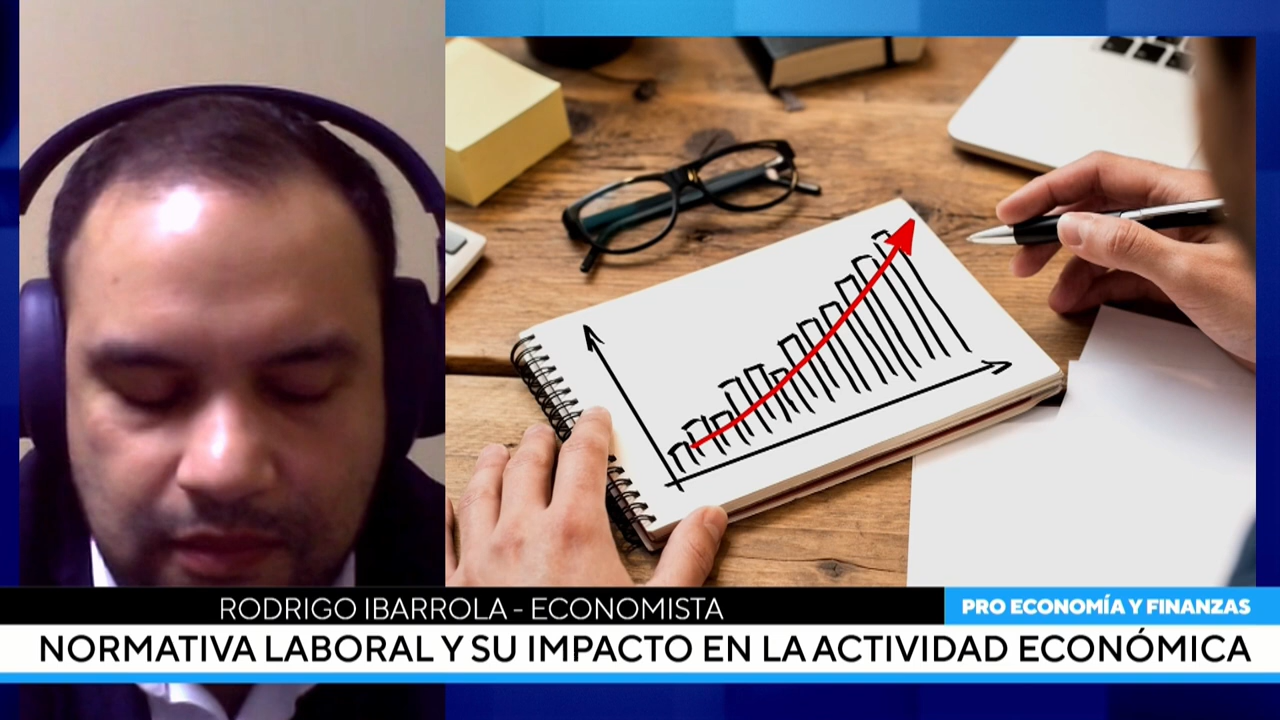 RODRIGO IBARROLA - ECONOMISTA
PRO ECONOMÍA Y FINANZAS
NORMATIVA LABORAL Y SU IMPACTO EN LA ACTIVIDAD ECONÓMICA